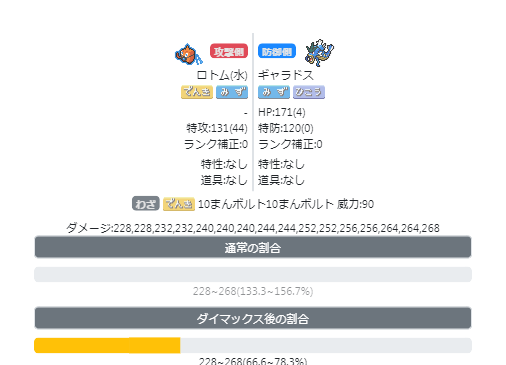 攻撃側 防御側
ロトム(水) ギャラドス
でんき みず みず ひこう
- HP:171(4)
特攻:131(44) 特防:120(0)
ランク補正:0 ランク補正:0
特性:なし 特性:なし
道具:なし 道具:なし
わざ でんき 10まんボルト10まんボルト 威力:90
ダメージ:228,228,232,232,240,240,240,244,244,252,252,256,256,264,264,268
通常の割合
228~268(133.3~156.7%)
ダイマックス後の割合
228~268(66.6~78.3%)